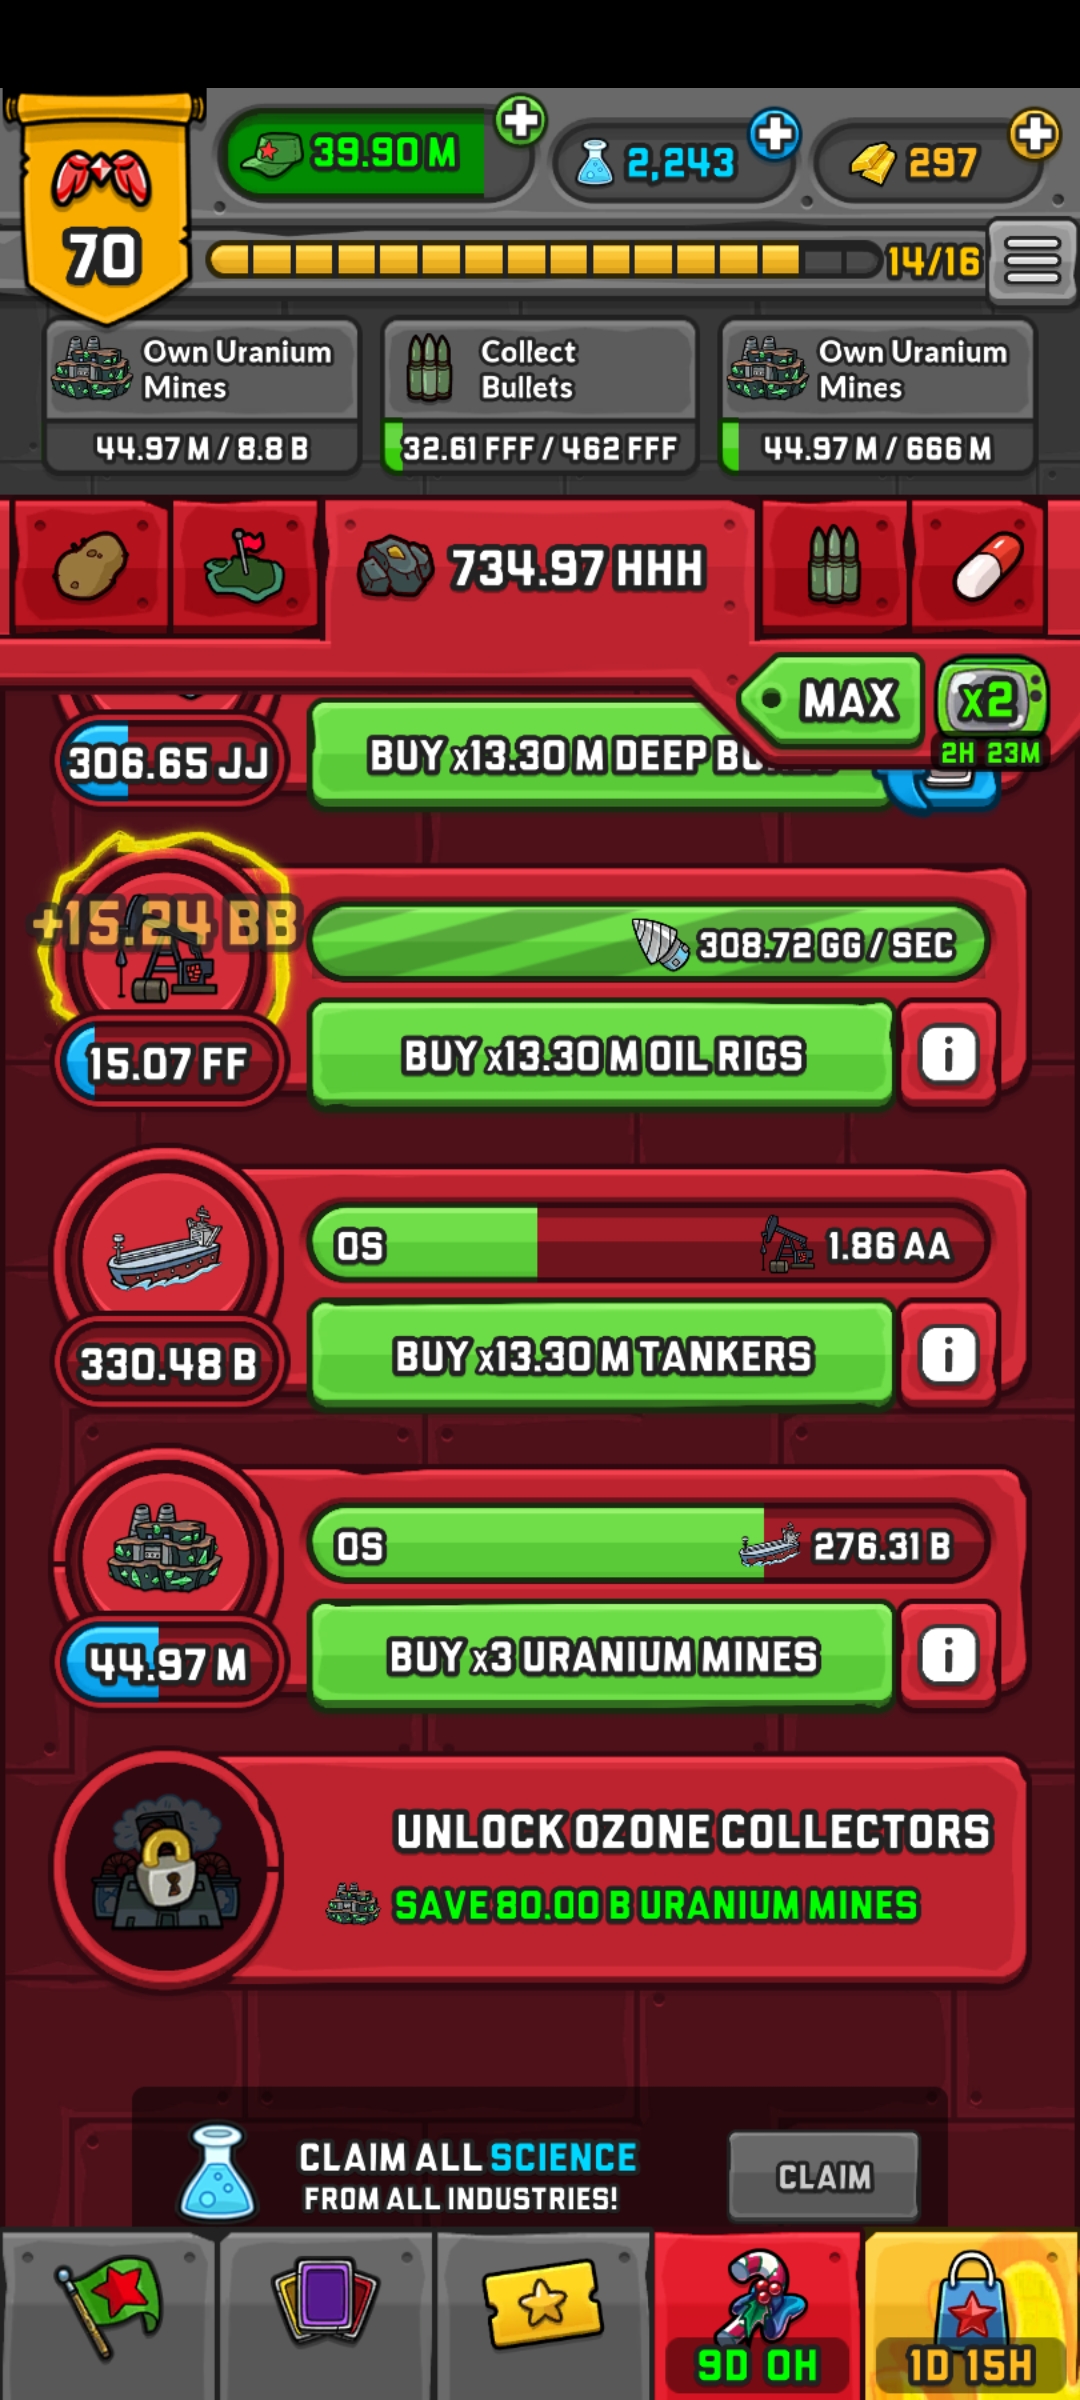 39.90 M
2,243
297
70
14/16
Own Uranium
Mines
44.97 M / 8.8 B
Collect
Bullets
32.61 FFF / 462 FFF
Own Uranium
Mines
44.97 M / 666 M
734.97 HHH
MAX
x2
2H 23M
306.65 JJ
BUY x13.30 M DEEP
+15.24 BB
308.72 GG / SEC
15.07 FF
BUY x13.30 M OIL RIGS
i
0S
1.86 AA
330.48 B
BUY x13.30 M TANKERS
i
0S
276.31 B
44.97 M
BUY x3 URANIUM MINES
i
UNLOCK OZONE COLLECTORS
SAVE 80.00 B URANIUM MINES
CLAIM ALL SCIENCE
FROM ALL INDUSTRIES!
CLAIM
9D 0H
1D 15H